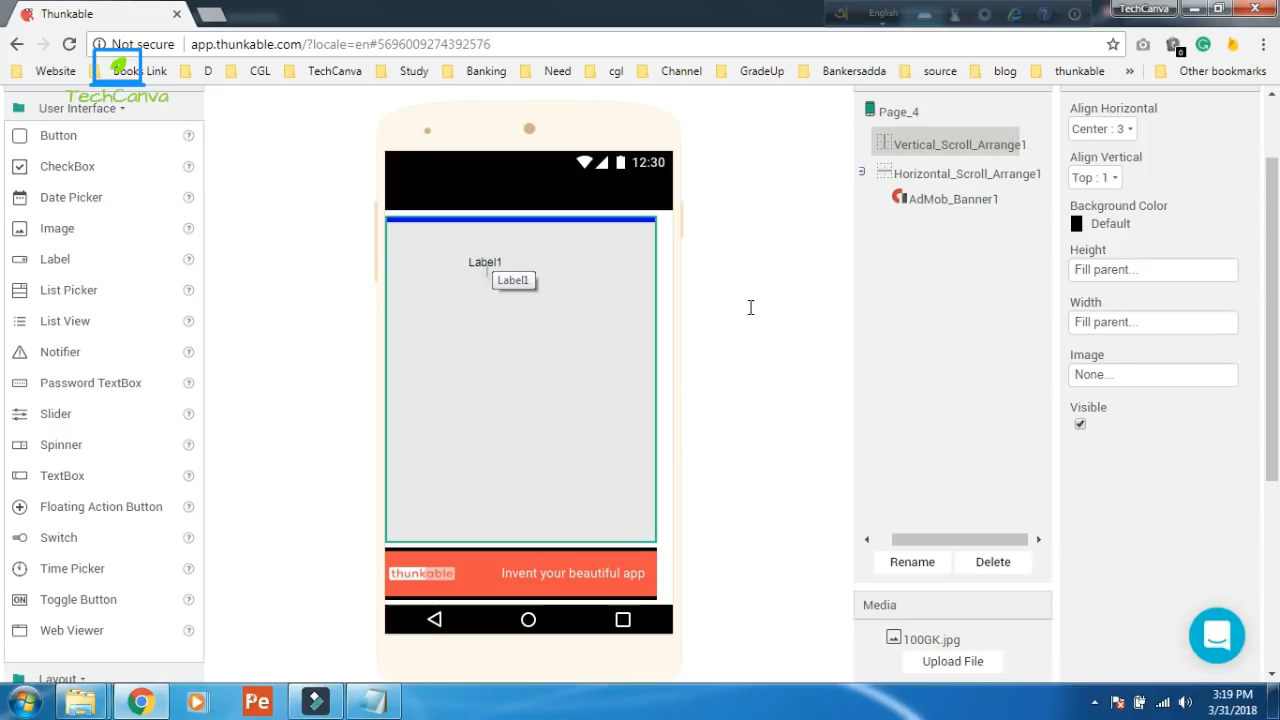 Thunkable
English
TechCanva
Not secure
app.thunkable.com/?locale=en#5696009274392576
0
Website
Books Link
D
CGL
TechCanva
Study
Banking
Need
cgl
Channel
GradeUp
Bankersadda
source
blog
thunkable
»
Other bookmarks
TechCanva
User Interface
Button
CheckBox
Date Picker
Image
Label
List Picker
List View
Notifier
Password TextBox
Slider
Spinner
TextBox
Floating Action Button
Switch
Time Picker
ON Toggle Button
Web Viewer
Layout
12:30
Label1
Label1
thunkable
Invent your beautiful app
Page_4
Vertical_Scroll_Arrange1
Horizontal_Scroll_Arrange1
AdMob_Banner1
Rename
Delete
Media
100GK.jpg
Upload File
Align Horizontal
Center : 3
Align Vertical
Top : 1
Background Color
Default
Height
Fill parent...
Width
Fill parent...
Image
None...
Visible
Pe
3:19 PM
3/31/2018